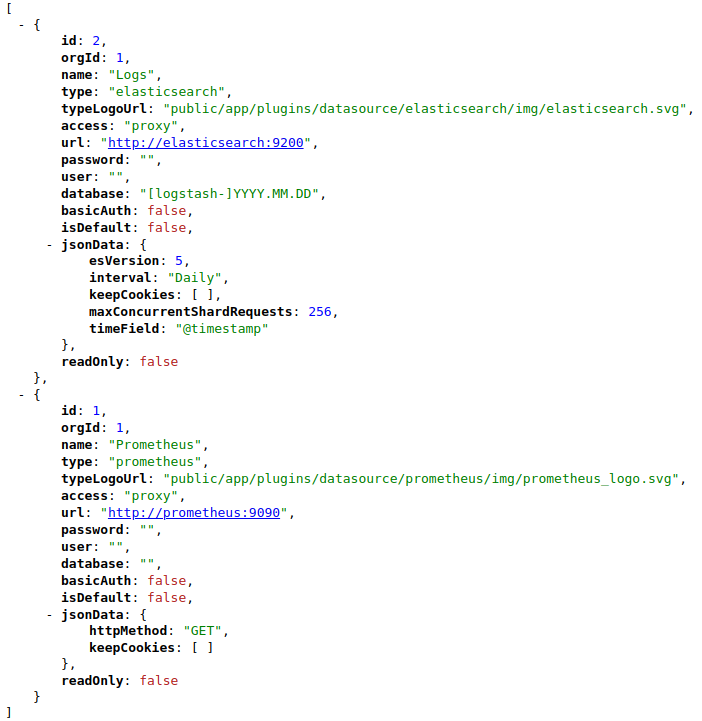 [
- {
id: 2,
orgId: 1,
name: "Logs",
type: "elasticsearch",
typeLogoUrl: "public/app/plugins/datasource/elasticsearch/img/elasticsearch.svg",
access: "proxy",
url: "http://elasticsearch:9200",
password: "",
user: "",
database: "[logstash-]YYYY.MM.DD",
basicAuth: false,
isDefault: false,
- jsonData: {
esVersion: 5,
interval: "Daily",
keepCookies: [ ],
maxConcurrentShardRequests: 256,
timeField: "@timestamp"
},
readOnly: false
},
- {
id: 1,
orgId: 1,
name: "Prometheus",
type: "prometheus",
typeLogoUrl: "public/app/plugins/datasource/prometheus/img/prometheus_logo.svg",
access: "proxy",
url: "http://prometheus:9090",
password: "",
user: "",
database: "",
basicAuth: false,
isDefault: false,
- jsonData: {
httpMethod: "GET",
keepCookies: [ ]
},
readOnly: false
}
]